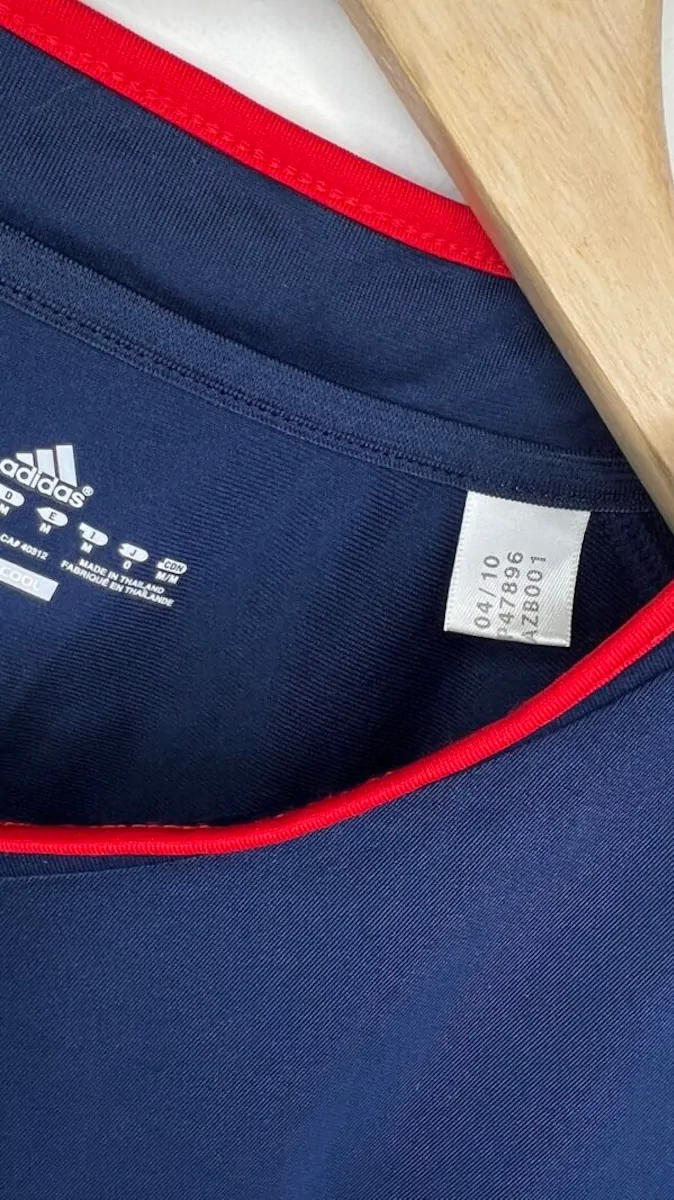 adidas®
D E I J CDN
M M M O M/M
CA# 40312
MADE IN THAILAND
FABRIQUÉ EN THAÏLANDE
COOL
04/10
P47896
AZB001